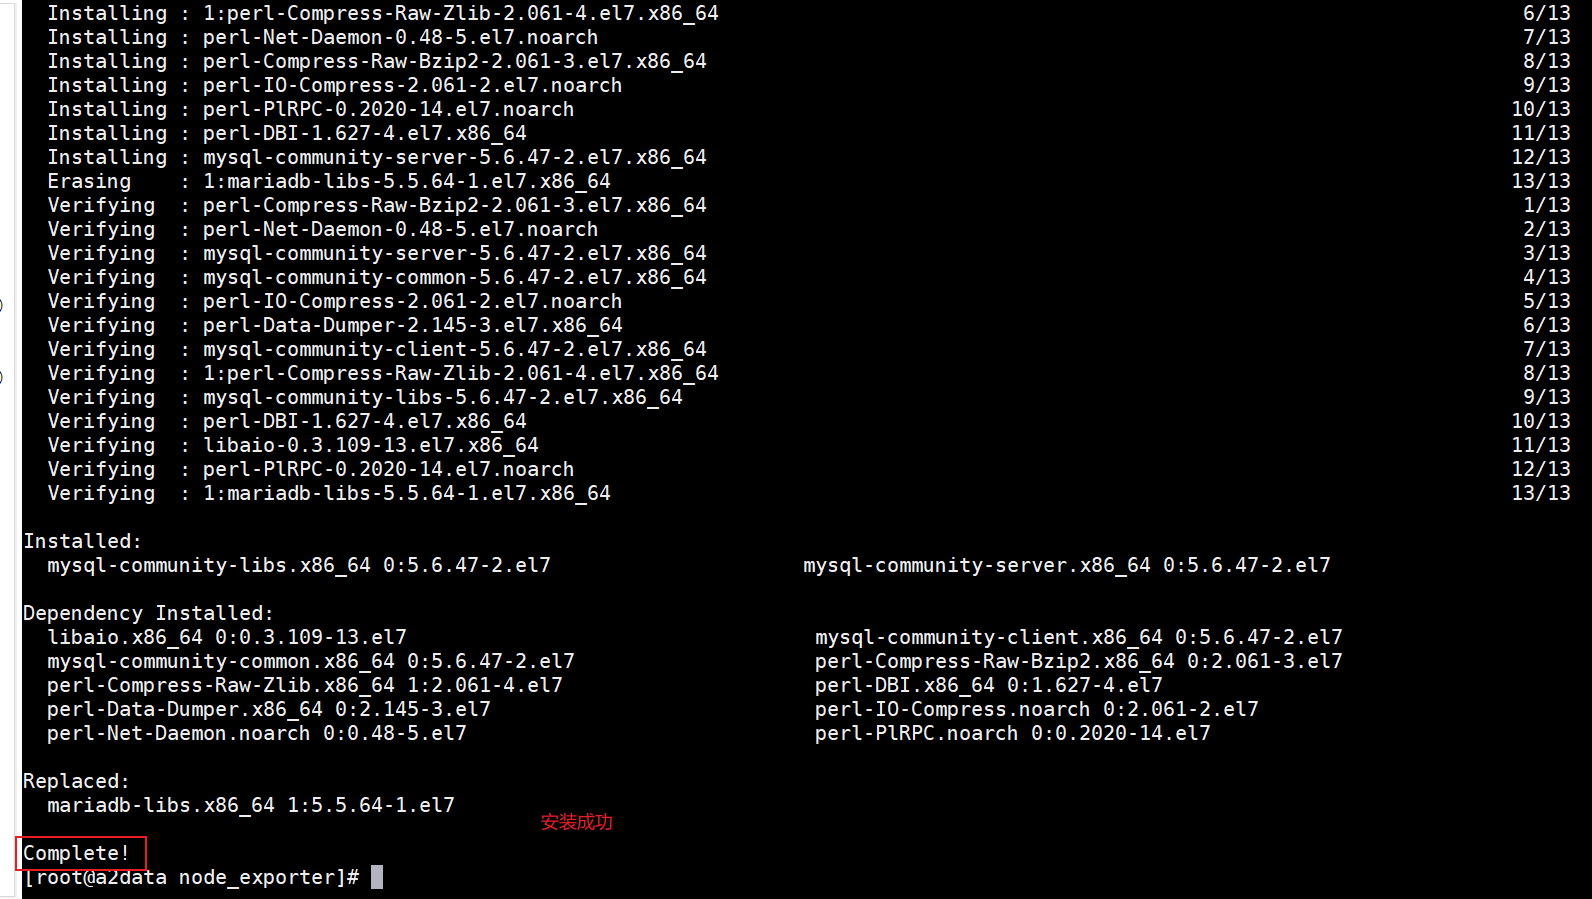 Installing : 1:perl-Compress-Raw-Zlib-2.061-4.el7.x86_64 6/13
Installing : perl-Net-Daemon-0.48-5.el7.noarch 7/13
Installing : perl-Compress-Raw-Bzip2-2.061-3.el7.x86_64 8/13
Installing : perl-IO-Compress-2.061-2.el7.noarch 9/13
Installing : perl-PlRPC-0.2020-14.el7.noarch 10/13
Installing : perl-DBI-1.627-4.el7.x86_64 11/13
Installing : mysql-community-server-5.6.47-2.el7.x86_64 12/13
Erasing : 1:mariadb-libs-5.5.64-1.el7.x86_64 13/13
Verifying : perl-Compress-Raw-Bzip2-2.061-3.el7.x86_64 1/13
Verifying : perl-Net-Daemon-0.48-5.el7.noarch 2/13
Verifying : mysql-community-server-5.6.47-2.el7.x86_64 3/13
Verifying : mysql-community-common-5.6.47-2.el7.x86_64 4/13
Verifying : perl-IO-Compress-2.061-2.el7.noarch 5/13
Verifying : perl-Data-Dumper-2.145-3.el7.x86_64 6/13
Verifying : mysql-community-client-5.6.47-2.el7.x86_64 7/13
Verifying : 1:perl-Compress-Raw-Zlib-2.061-4.el7.x86_64 8/13
Verifying : mysql-community-libs-5.6.47-2.el7.x86_64 9/13
Verifying : perl-DBI-1.627-4.el7.x86_64 10/13
Verifying : libaio-0.3.109-13.el7.x86_64 11/13
Verifying : perl-PlRPC-0.2020-14.el7.noarch 12/13
Verifying : 1:mariadb-libs-5.5.64-1.el7.x86_64 13/13
Installed:
mysql-community-libs.x86_64 0:5.6.47-2.el7 mysql-community-server.x86_64 0:5.6.47-2.el7
Dependency Installed:
libaio.x86_64 0:0.3.109-13.el7 mysql-community-client.x86_64 0:5.6.47-2.el7
mysql-community-common.x86_64 0:5.6.47-2.el7 perl-Compress-Raw-Bzip2.x86_64 0:2.061-3.el7
perl-Compress-Raw-Zlib.x86_64 1:2.061-4.el7 perl-DBI.x86_64 0:1.627-4.el7
perl-Data-Dumper.x86_64 0:2.145-3.el7 perl-IO-Compress.noarch 0:2.061-2.el7
perl-Net-Daemon.noarch 0:0.48-5.el7 perl-PlRPC.noarch 0:0.2020-14.el7
Replaced:
mariadb-libs.x86_64 1:5.5.64-1.el7
安装成功
Complete!
[root@a2data node_exporter]#